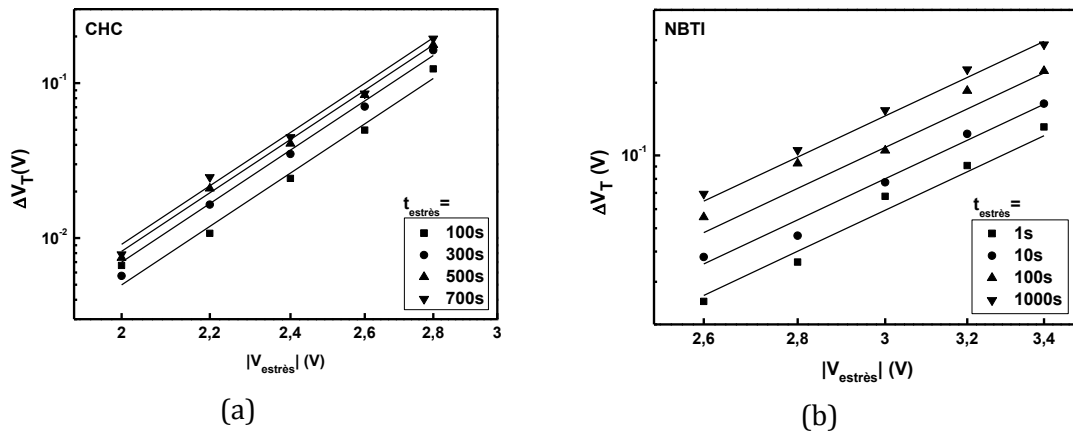 CHC
10⁻¹
10⁻²
ΔV_T(V)
t_estrès =
100s
300s
500s
700s
2 2,2 2,4 2,6 2,8 3
|V_estrès| (V)
(a)
NBTI
10⁻¹
ΔV_T (V)
t_estrès =
1s
10s
100s
1000s
2,6 2,8 3 3,2 3,4
|V_estrès| (V)
(b)